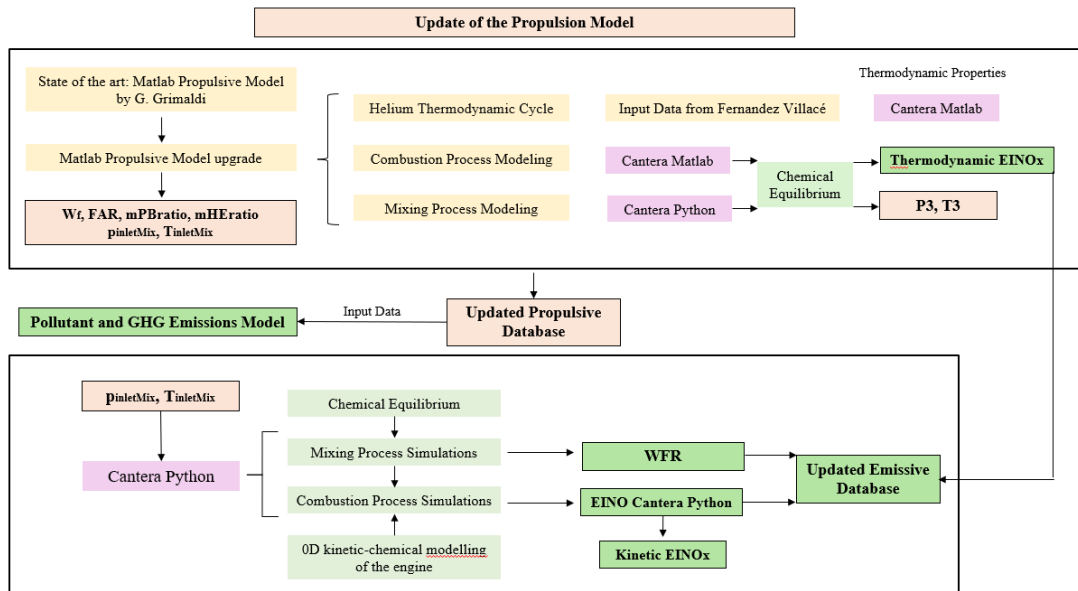 Update of the Propulsion Model
State of the art: Matlab Propulsive Model
by G. Grimaldi
Matlab Propulsive Model upgrade
Wf, FAR, mPBratio, mHEratio
pinletMix, TinletMix
Helium Thermodynamic Cycle
Combustion Process Modeling
Mixing Process Modeling
Input Data from Fernandez Villacé
Thermodynamic Properties
Cantera Matlab
Cantera Matlab
Cantera Python
Chemical
Equilibrium
Thermodynamic EINOx
P3, T3
Updated Propulsive
Database
Input Data
Pollutant and GHG Emissions Model
pinletMix, TinletMix
Cantera Python
Chemical Equilibrium
Mixing Process Simulations
Combustion Process Simulations
0D kinetic-chemical modelling
of the engine
WFR
EINO Cantera Python
Kinetic EINOx
Updated Emissive
Database